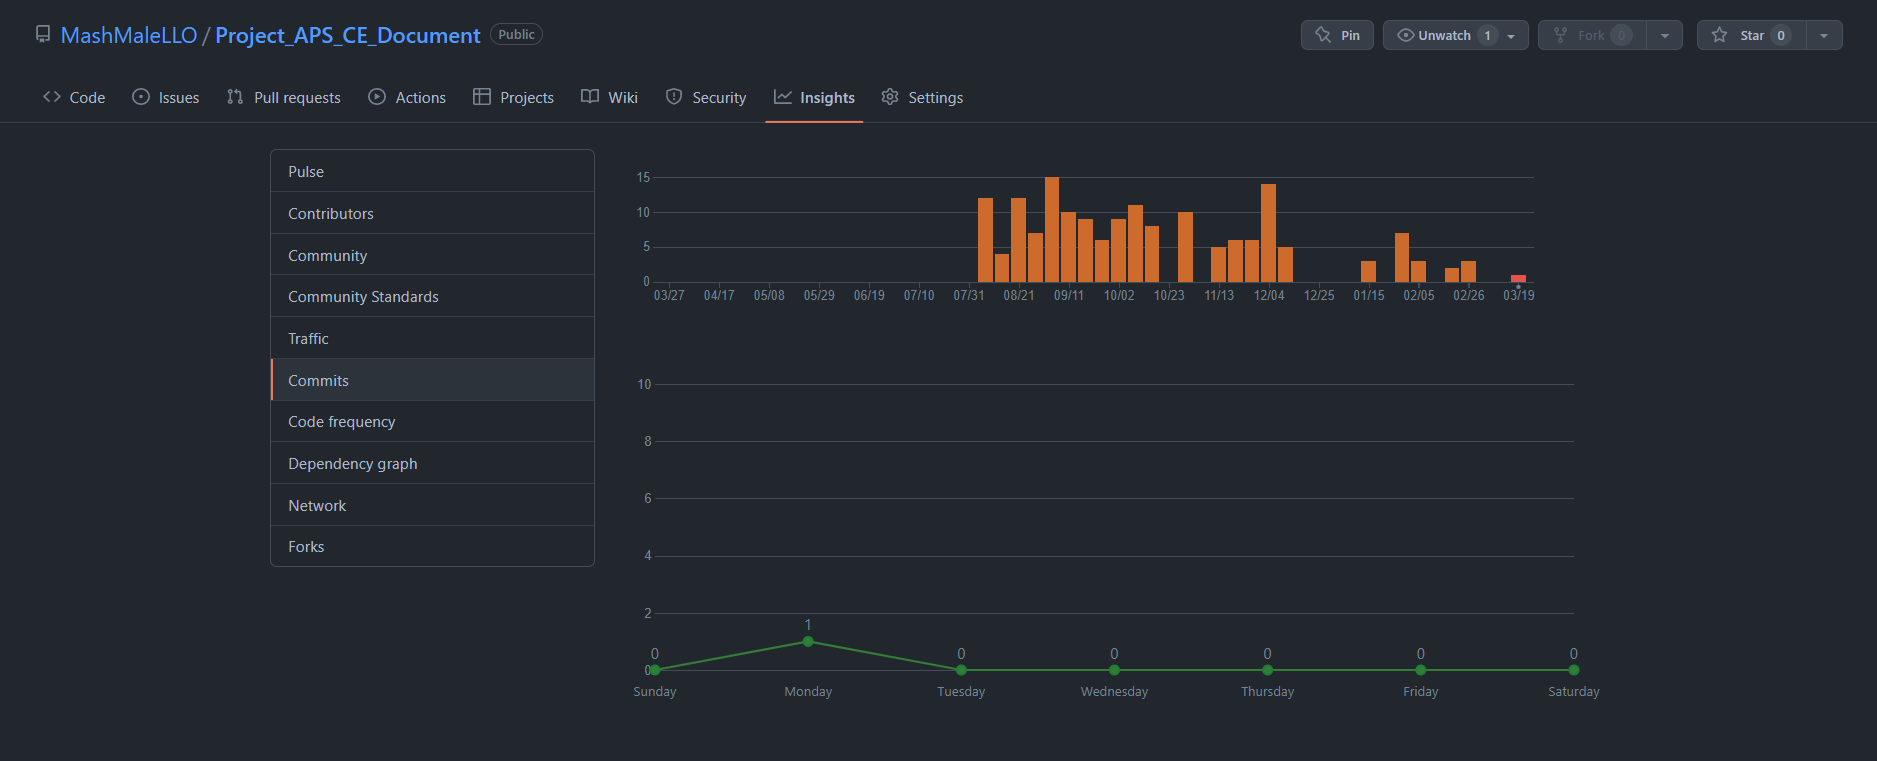 MashMaleLLO / Project_APS_CE_Document Public Pin Unwatch 1 Fork 0 Star 0
Code Issues Pull requests Actions Projects Wiki Security Insights Settings
Pulse
Contributors
Community
Community Standards
Traffic
Commits
Code frequency
Dependency graph
Network
Forks
15
10
5
0
03/27 04/17 05/08 05/29 06/19 07/10 07/31 08/21 09/11 10/02 10/23 11/13 12/04 12/25 01/15 02/05 02/26 03/19
10
8
6
4
2
0
0 1 0 0 0 0 0
Sunday Monday Tuesday Wednesday Thursday Friday Saturday